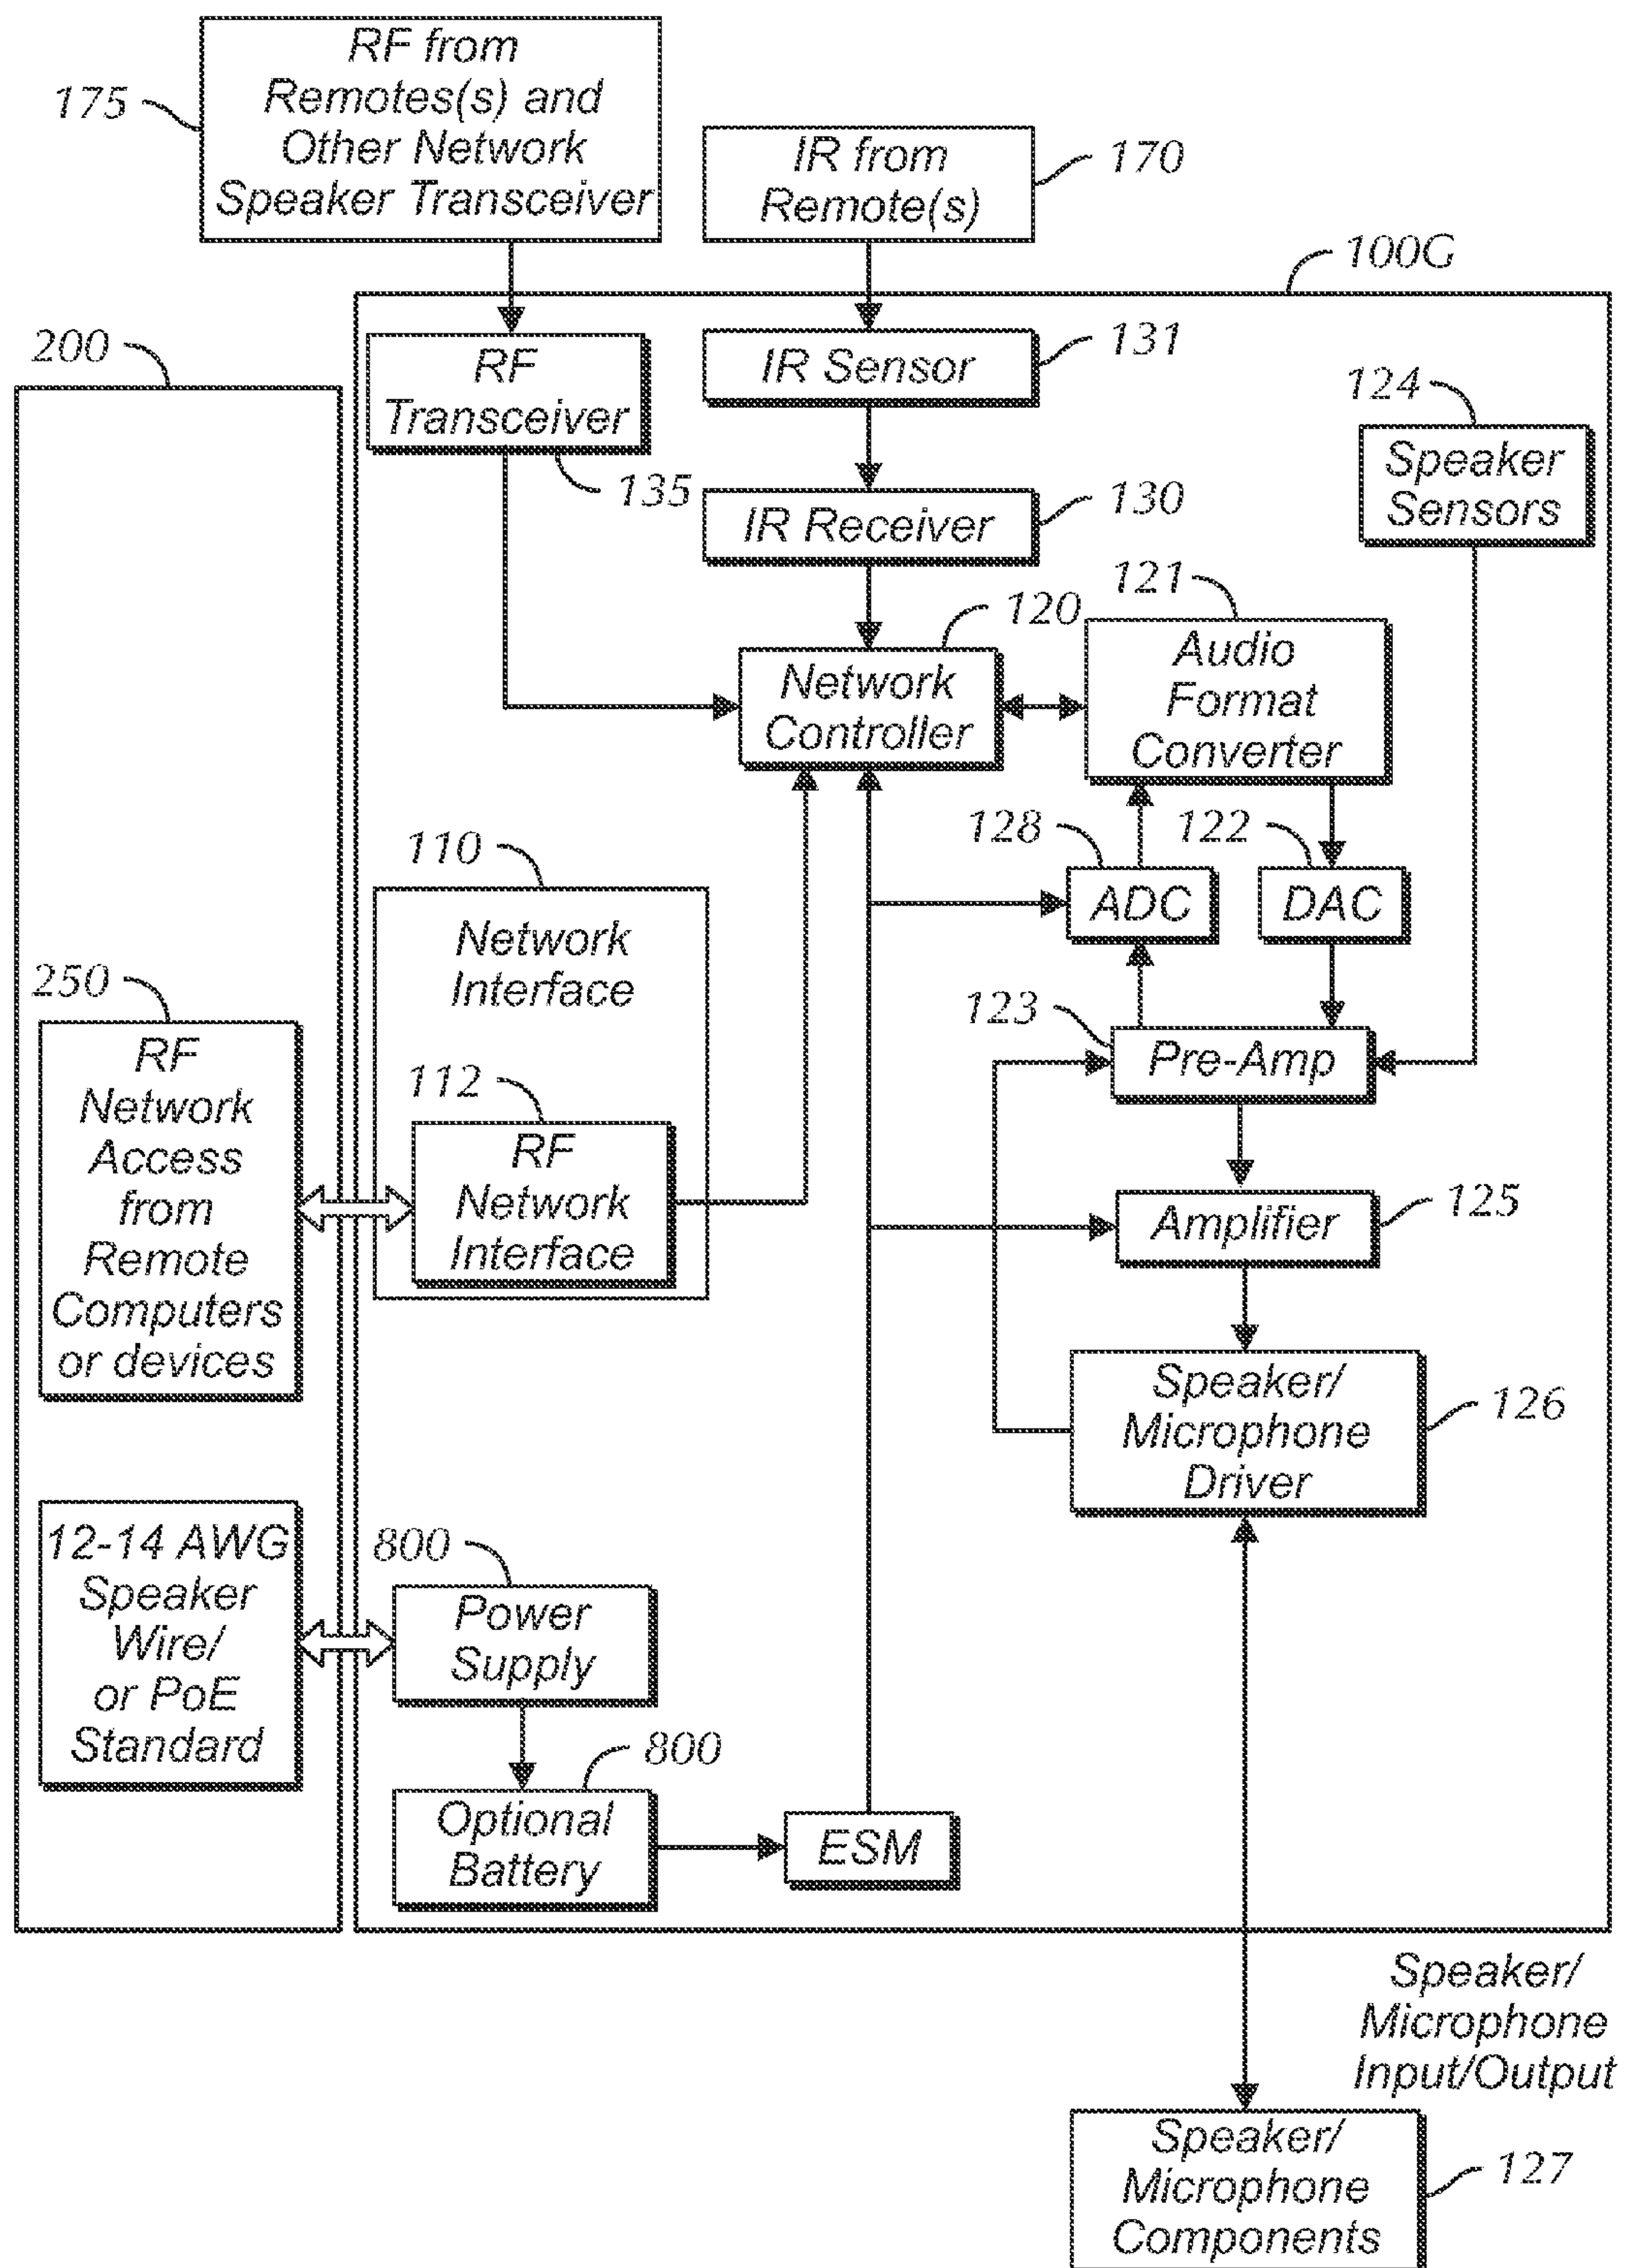 RF from
Remotes(s) and
Other Network
Speaker Transceiver
175
IR from
Remote(s)
170
100G
200
RF
Transceiver
135
IR Sensor
131
124
Speaker
Sensors
IR Receiver
130
121
120
Network
Controller
Audio
Format
Converter
128
122
ADC
DAC
110
Network
Interface
250
RF
Network
Access
from
Remote
Computers
or devices
112
RF
Network
Interface
123
Pre-Amp
Amplifier
125
Speaker/
Microphone
Driver
126
12-14 AWG
Speaker
Wire/
or PoE
Standard
800
Power
Supply
800
Optional
Battery
ESM
Speaker/
Microphone
Input/Output
Speaker/
Microphone
Components
127